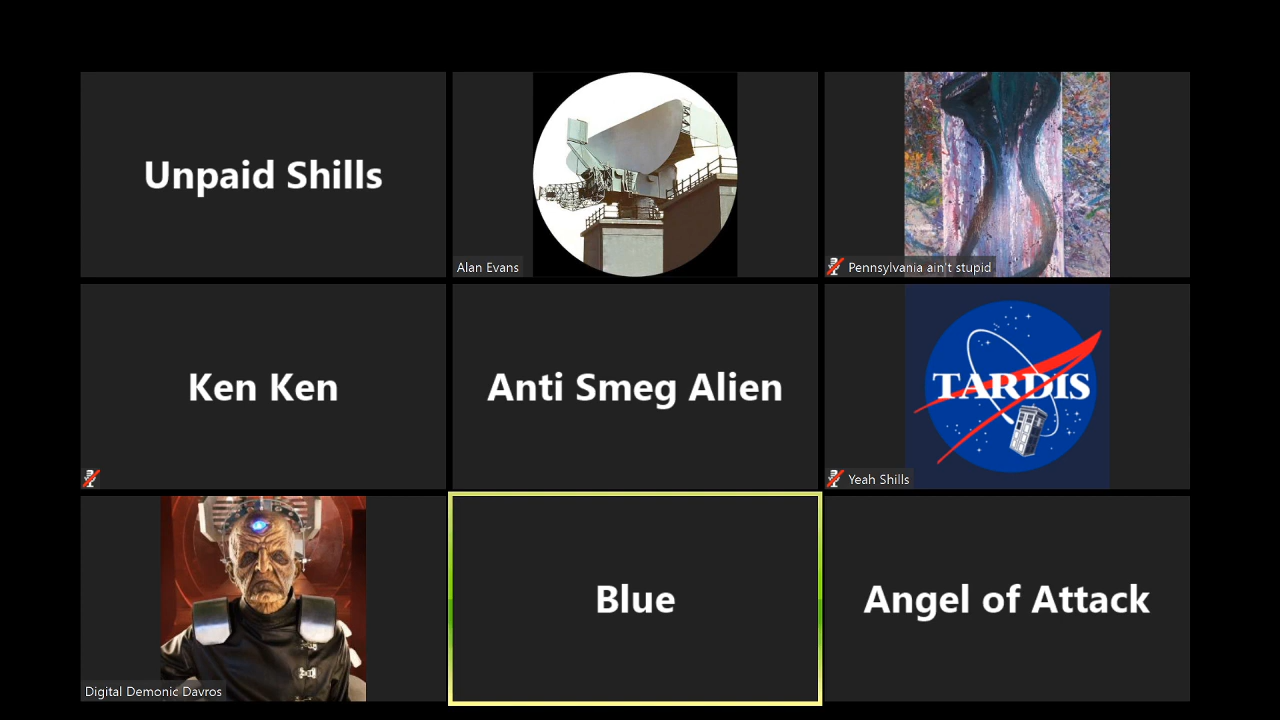 Unpaid Shills
Alan Evans
Pennsylvania ain't stupid
Ken Ken
Anti Smeg Alien
TARDIS
Yeah Shills
Digital Demonic Davros
Blue
Angel of Attack